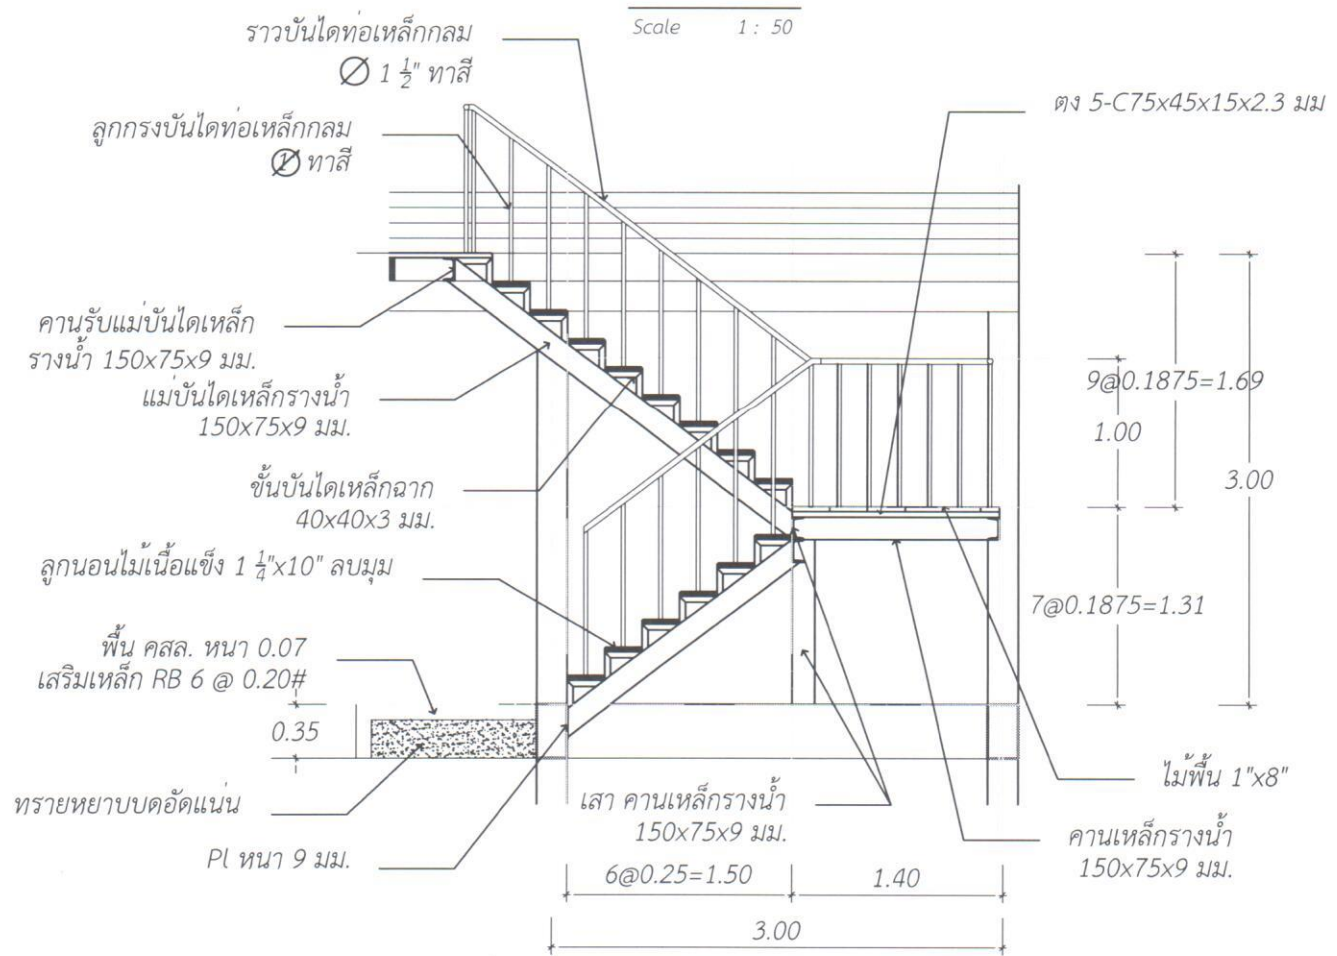 Scale 1 : 50
ราวบันไดท่อเหล็กกลม
Ø 1 1/2" ทาสี
ตง 5-C75x45x15x2.3 มม
ลูกกรงบันไดท่อเหล็กกลม
Ø 1" ทาสี
คานรับแม่บันไดเหล็ก
รางน้ำ 150x75x9 มม.
แม่บันไดเหล็กรางน้ำ
150x75x9 มม.
9@0.1875=1.69
1.00
3.00
ขั้นบันไดเหล็กฉาก
40x40x3 มม.
ลูกนอนไม้เนื้อแข็ง 1 1/4"x10" ลบมุม
7@0.1875=1.31
พื้น คสล. หนา 0.07
เสริมเหล็ก RB 6 @ 0.20#
0.35
ทรายหยาบบดอัดแน่น
Pl หนา 9 มม.
เสา คานเหล็กรางน้ำ
150x75x9 มม.
ไม้พื้น 1"x8"
คานเหล็กรางน้ำ
150x75x9 มม.
6@0.25=1.50
1.40
3.00